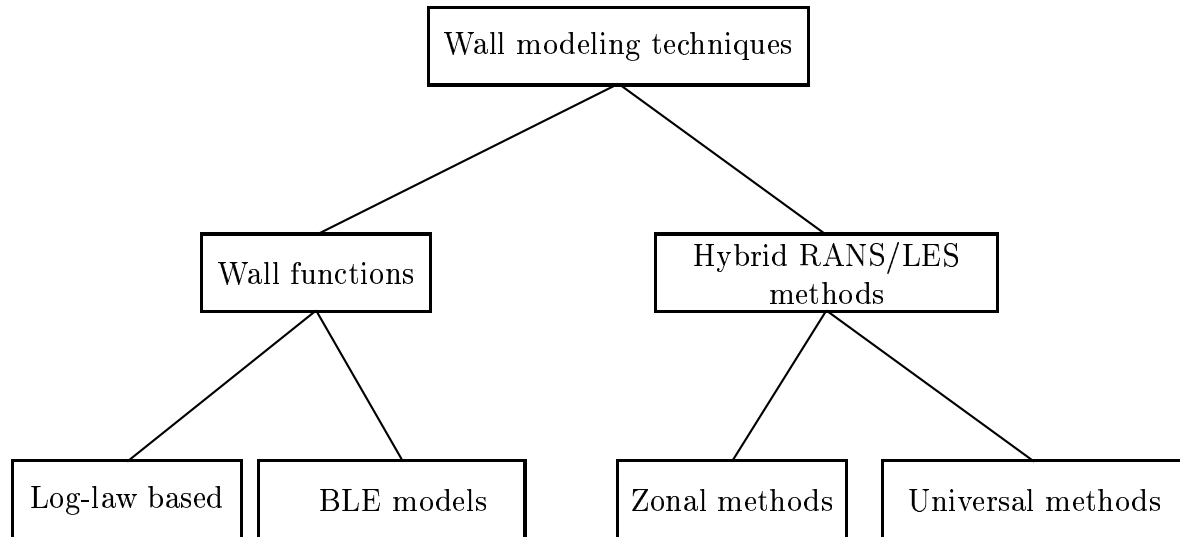 Wall modeling techniques
Wall functions
Hybrid RANS/LES
methods
Log-law based
BLE models
Zonal methods
Universal methods